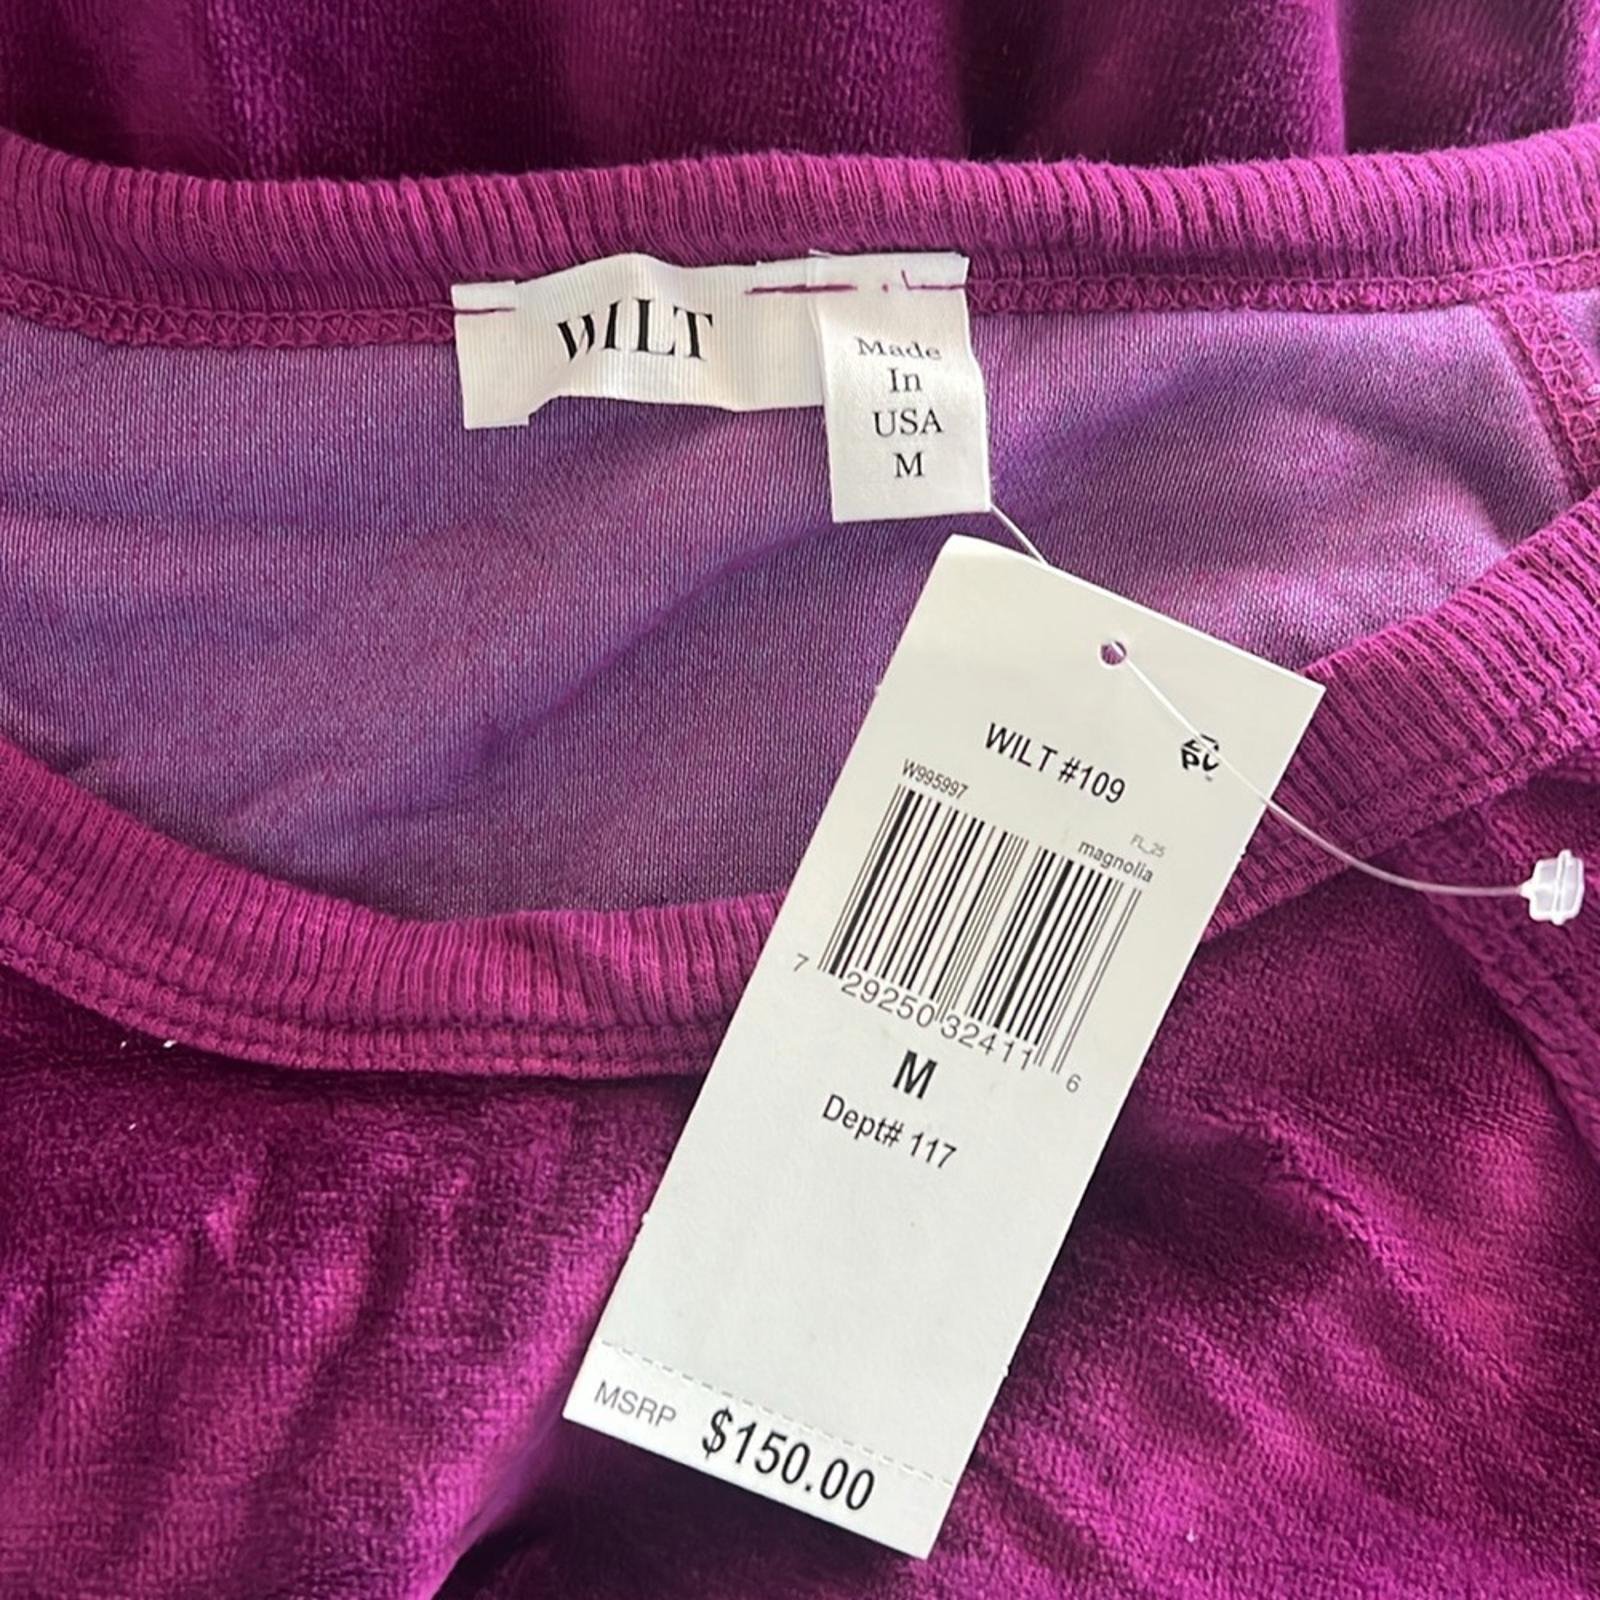 WILT
Made
In
USA
M
WILT #109
W995997
FL_25
magnolia
7 29250 32411 6
M
Dept# 117
MSRP $150.00